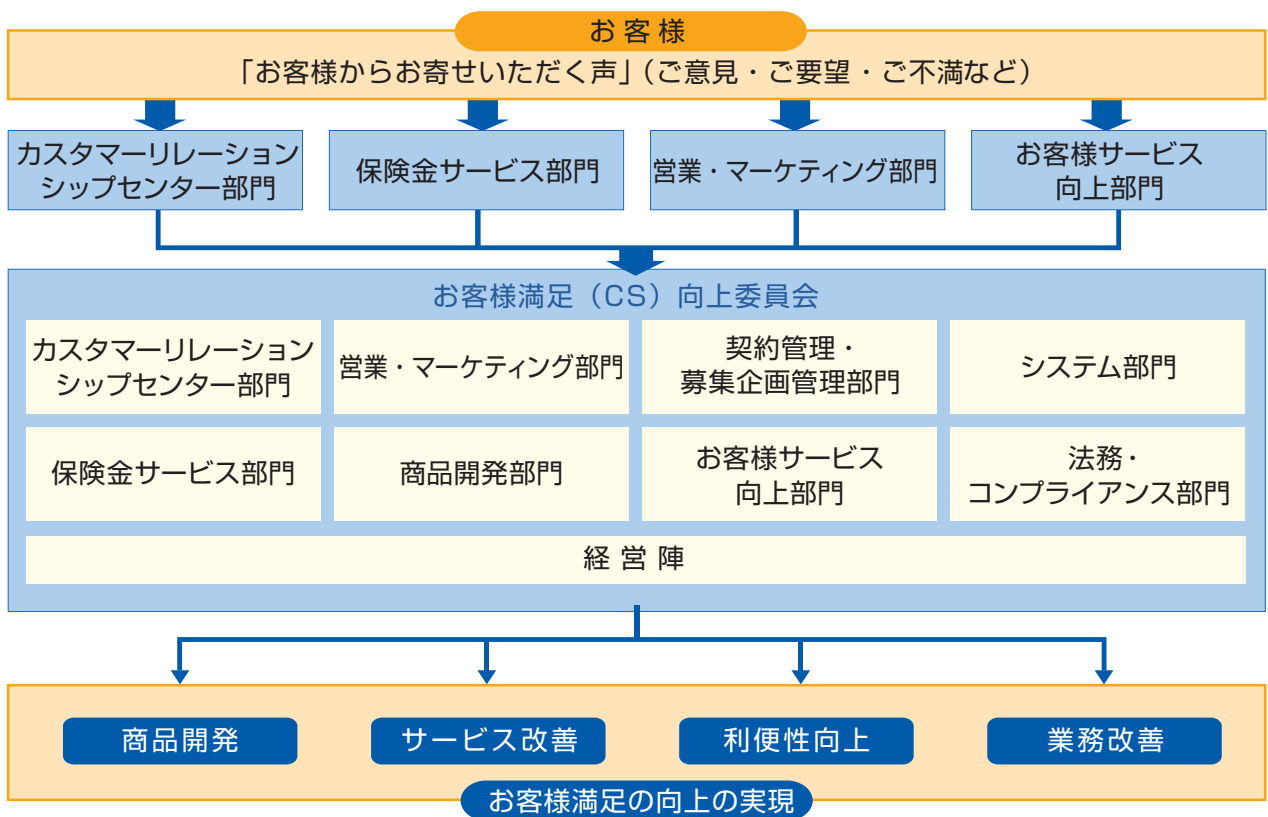 お客様
「お客様からお寄せいただく声」（ご意見・ご要望・ご不満など）
カスタマーリレーション
シップセンター部門
保険金サービス部門
営業・マーケティング部門
お客様サービス
向上部門
お客様満足（CS）向上委員会
カスタマーリレーション
シップセンター部門
営業・マーケティング部門
契約管理・
募集企画管理部門
システム部門
保険金サービス部門
商品開発部門
お客様サービス
向上部門
法務・
コンプライアンス部門
経営陣
商品開発
サービス改善
利便性向上
業務改善
お客様満足の向上の実現